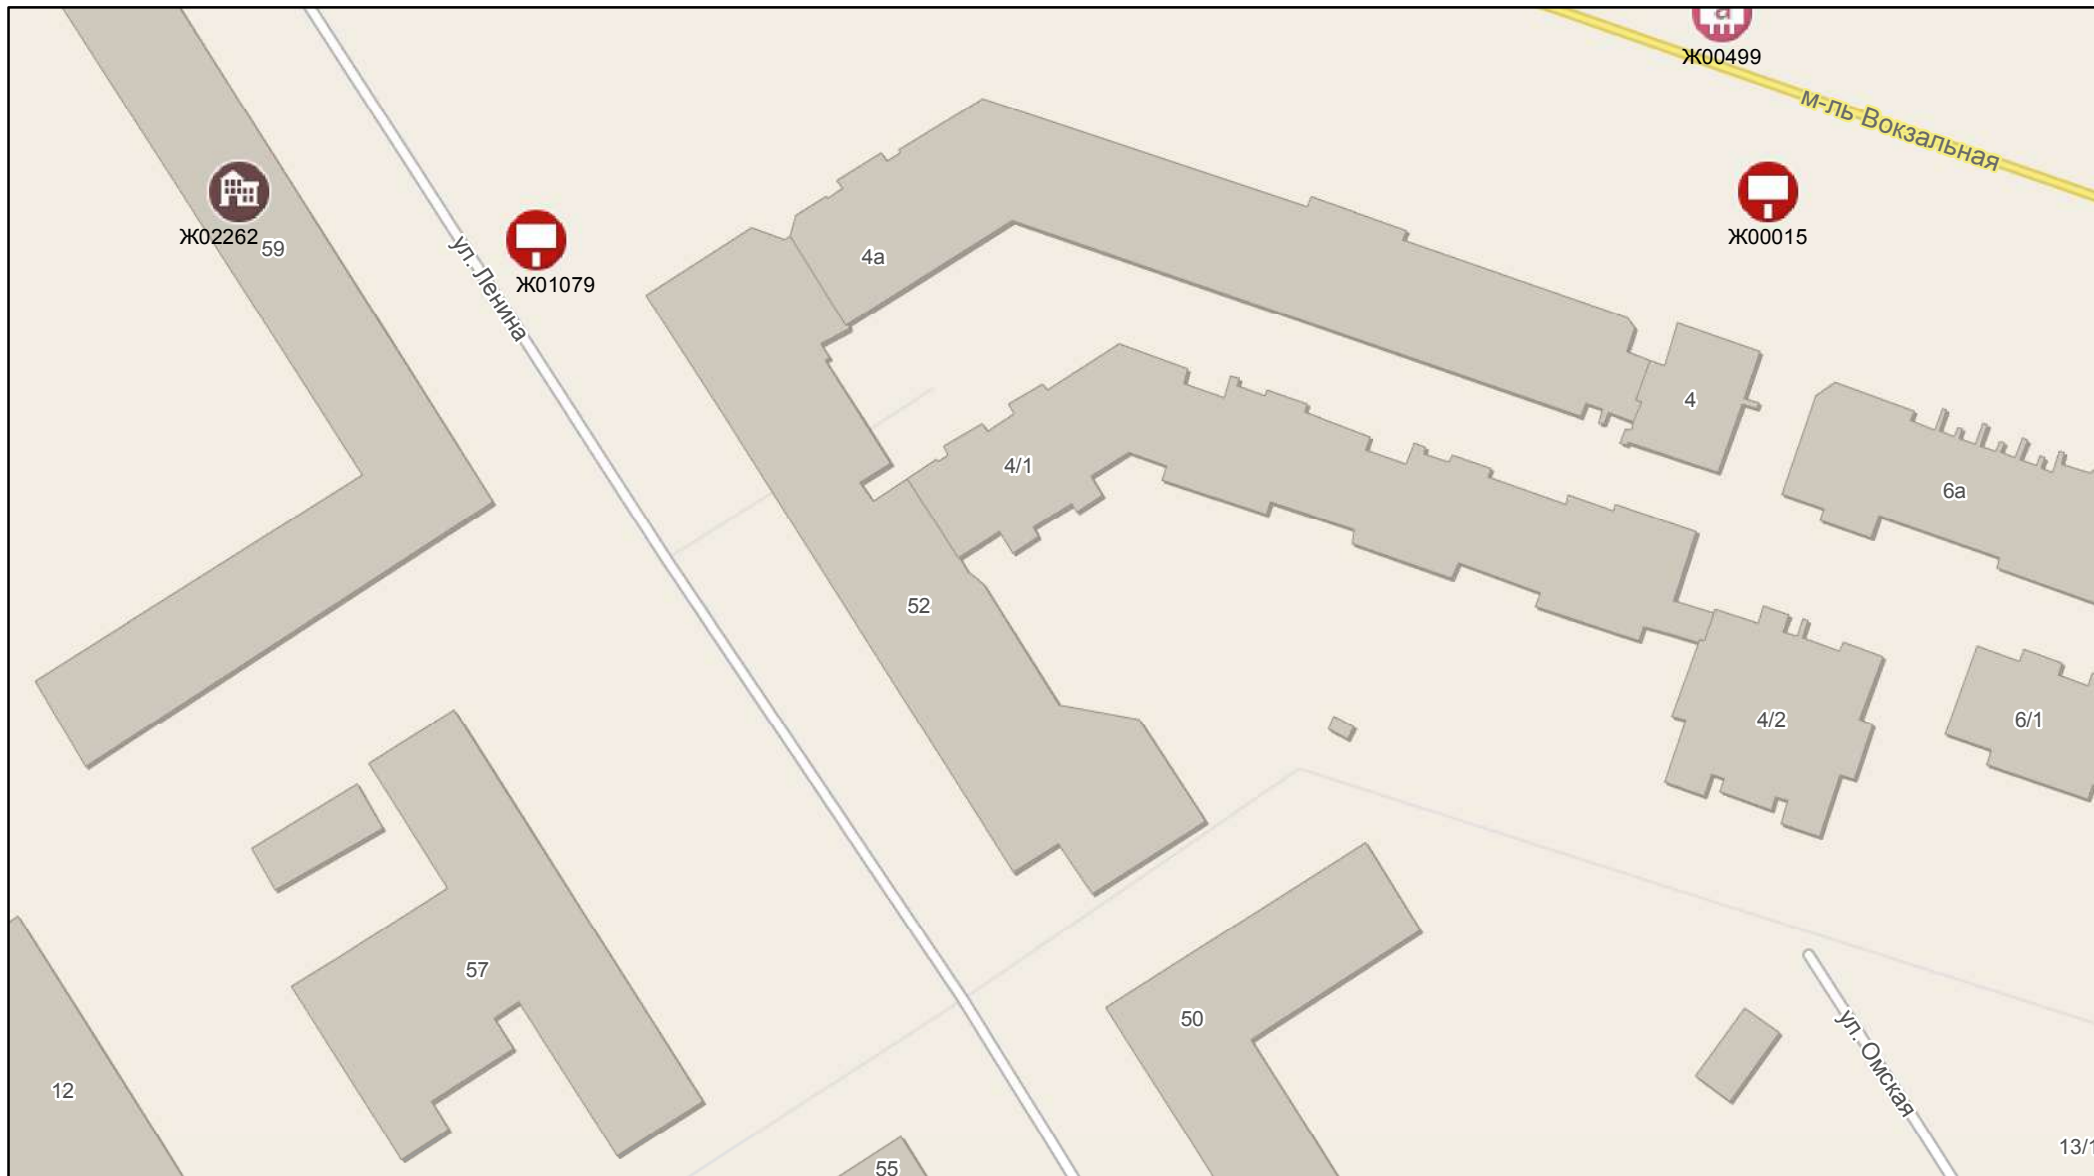 a
Ж00499
м-ль Вокзальная
Ж02262
59
ул. Ленина
Ж01079
Ж00015
4а
4
4/1
6а
52
4/2
6/1
57
50
12
ул. Омская
13/1
55